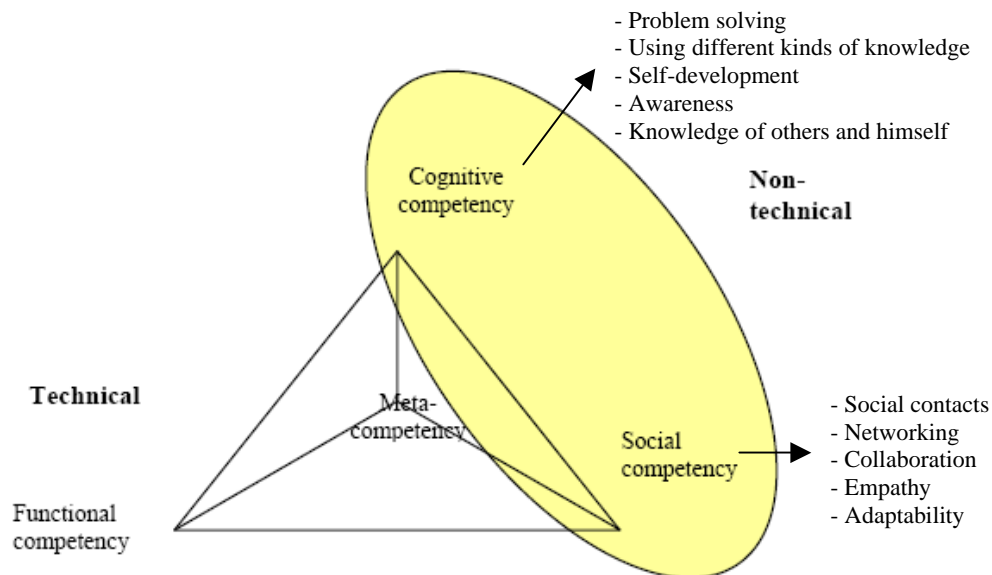 - Problem solving
- Using different kinds of knowledge
- Self-development
- Awareness
- Knowledge of others and himself
Cognitive
competency
Non-
technical
Technical
Meta-
competency
Social
competency
- Social contacts
- Networking
- Collaboration
- Empathy
- Adaptability
Functional
competency